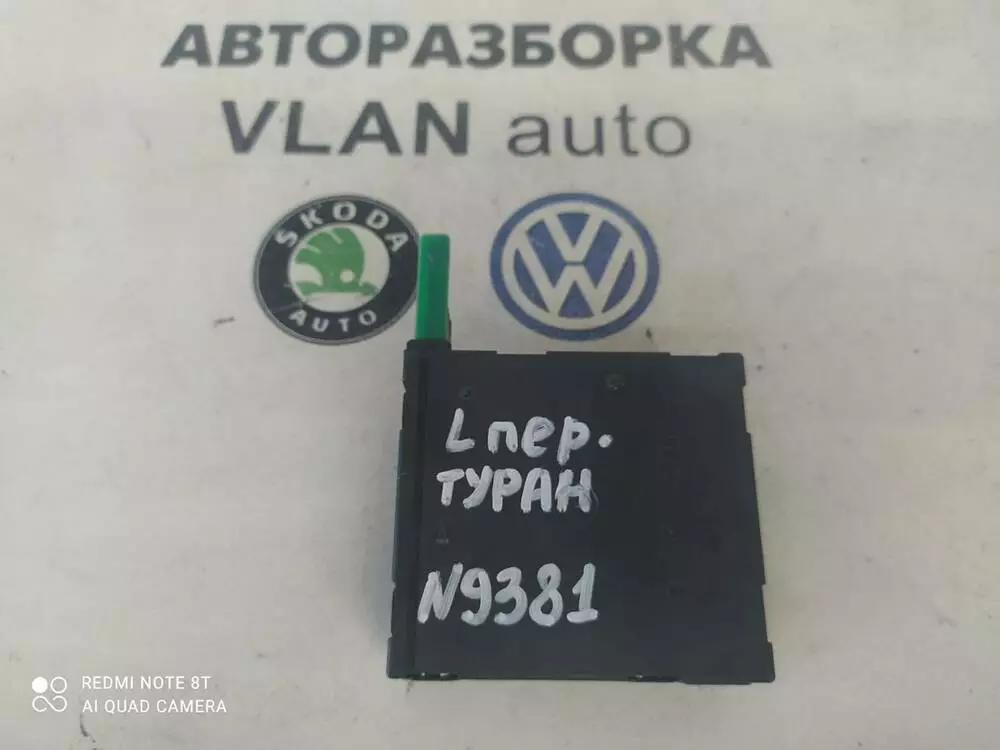 АВТОРАЗБОРКА
VLAN auto
SKODA
AUTO
L пер.
ТУРАН
N9381
REDMI NOTE 8T
AI QUAD CAMERA